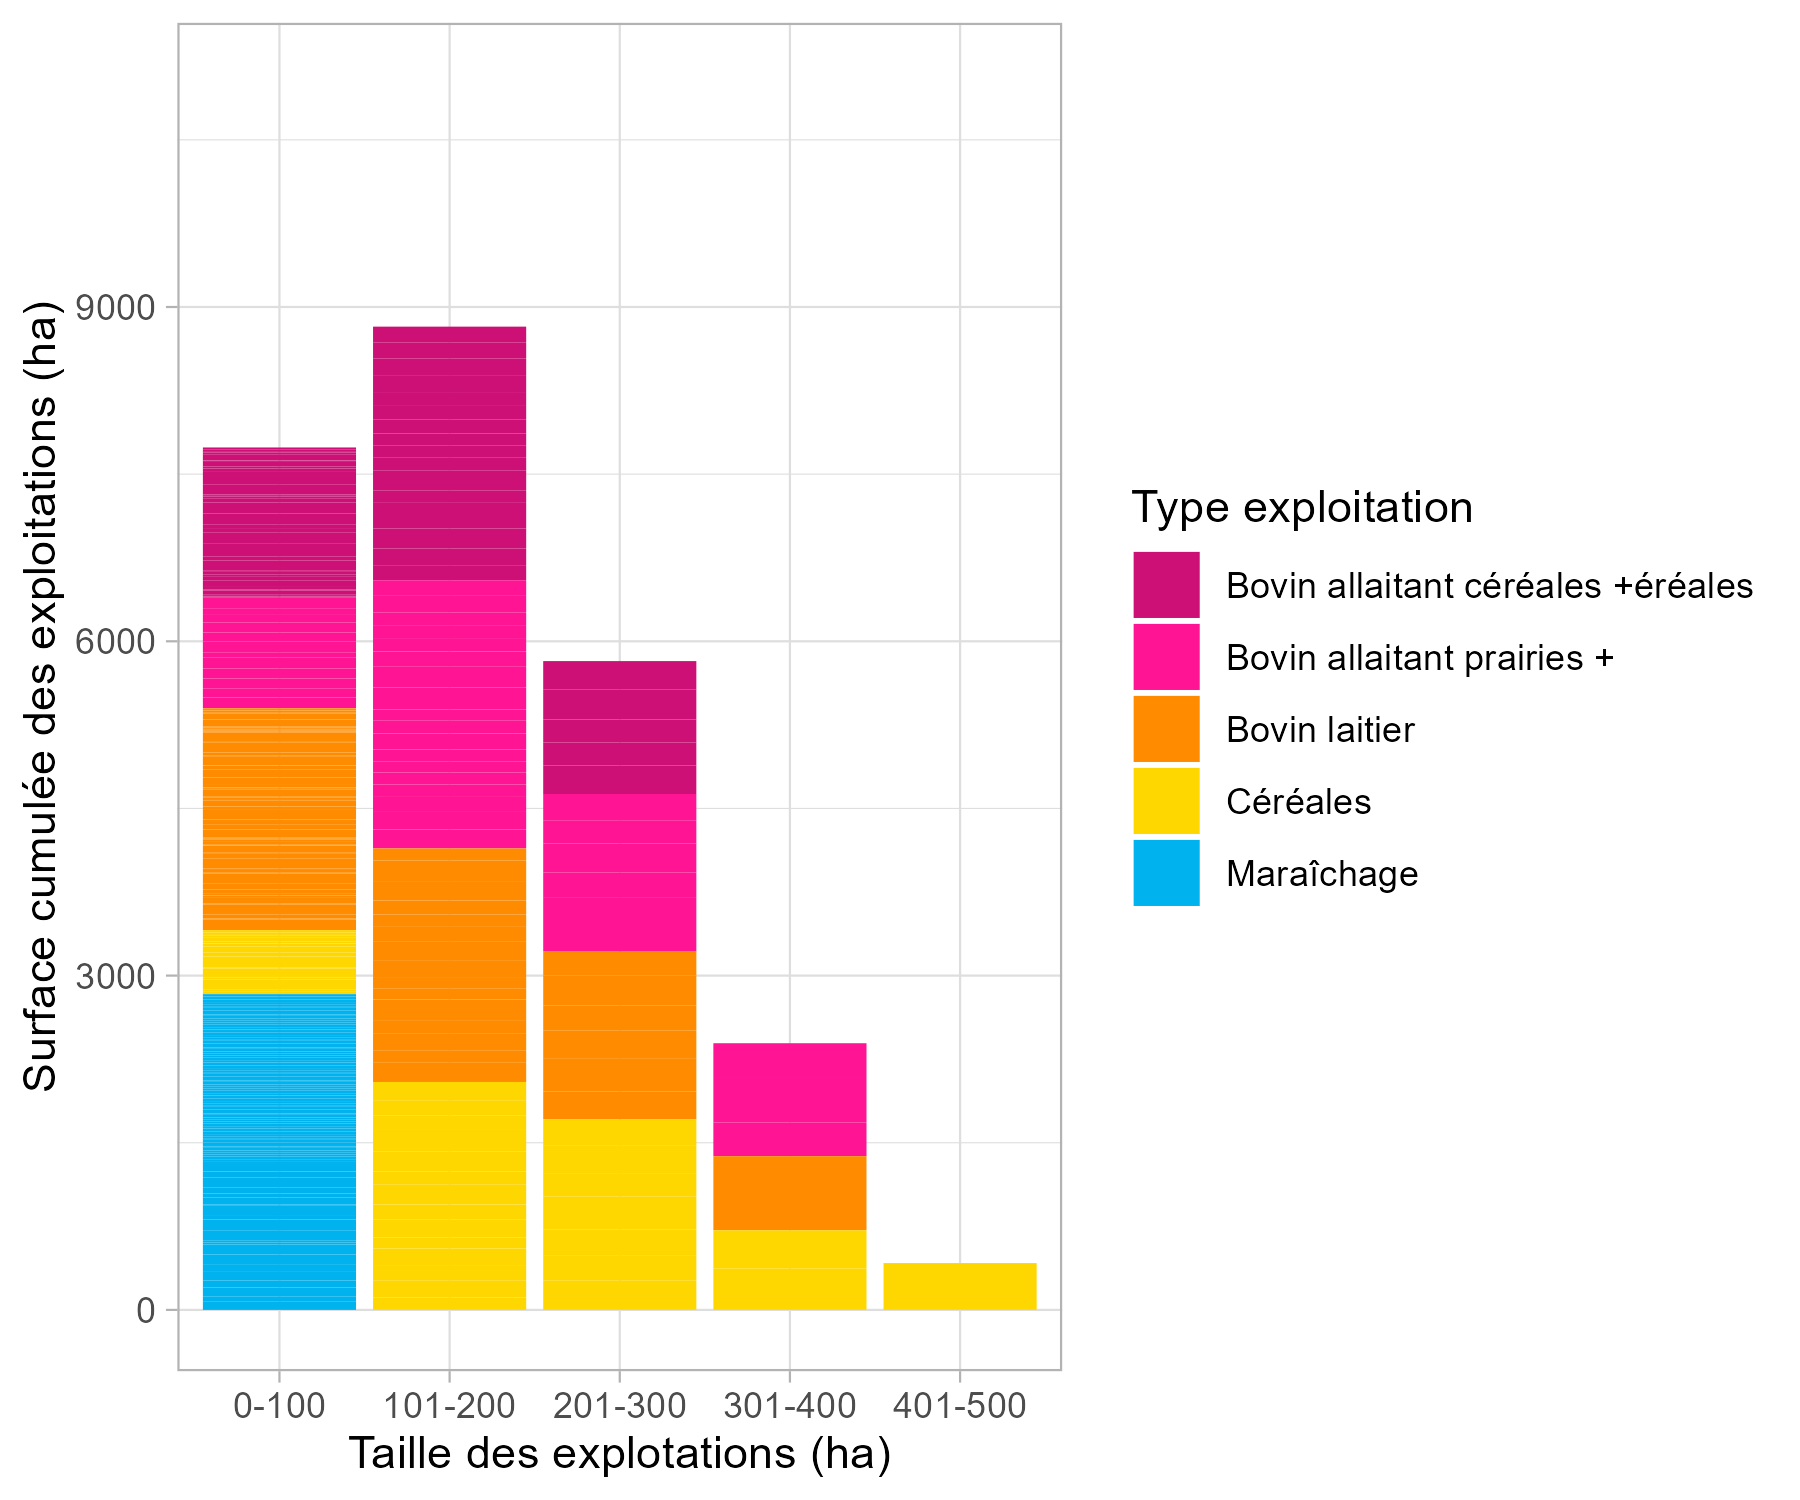 Surface cumulée des exploitations (ha)
9000
6000
3000
0
0-100
101-200
201-300
301-400
401-500
Taille des explotations (ha)
Type exploitation
Bovin allaitant céréales +éréales
Bovin allaitant prairies +
Bovin laitier
Céréales
Maraîchage